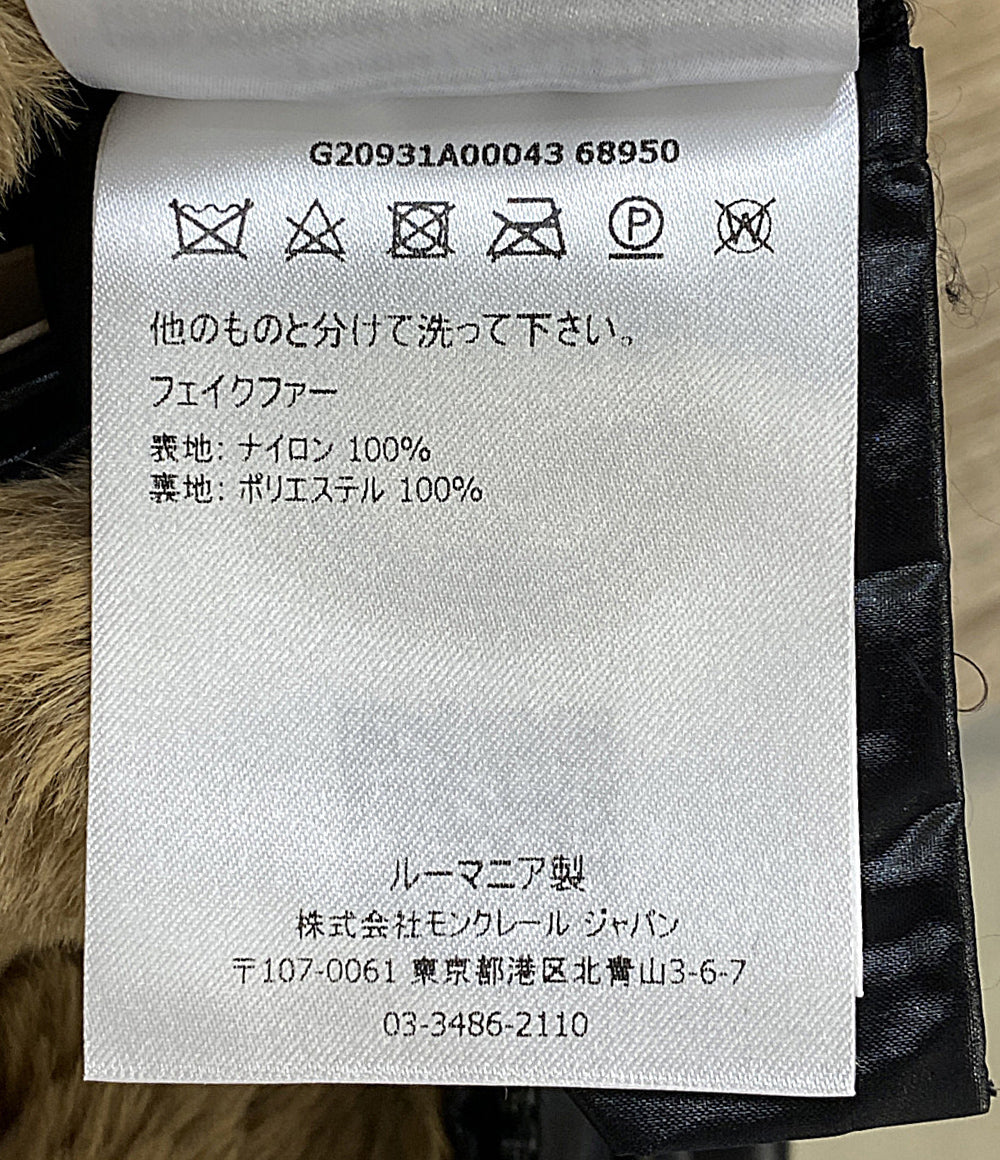 G20931A00043 68950
P W
他のものと分けて洗って下さい。
フェイクファー
表地: ナイロン 100%
裏地: ポリエステル 100%
ルーマニア製
株式会社モンクレール ジャパン
〒107-0061 東京都港区北青山3-6-7
03-3486-2110